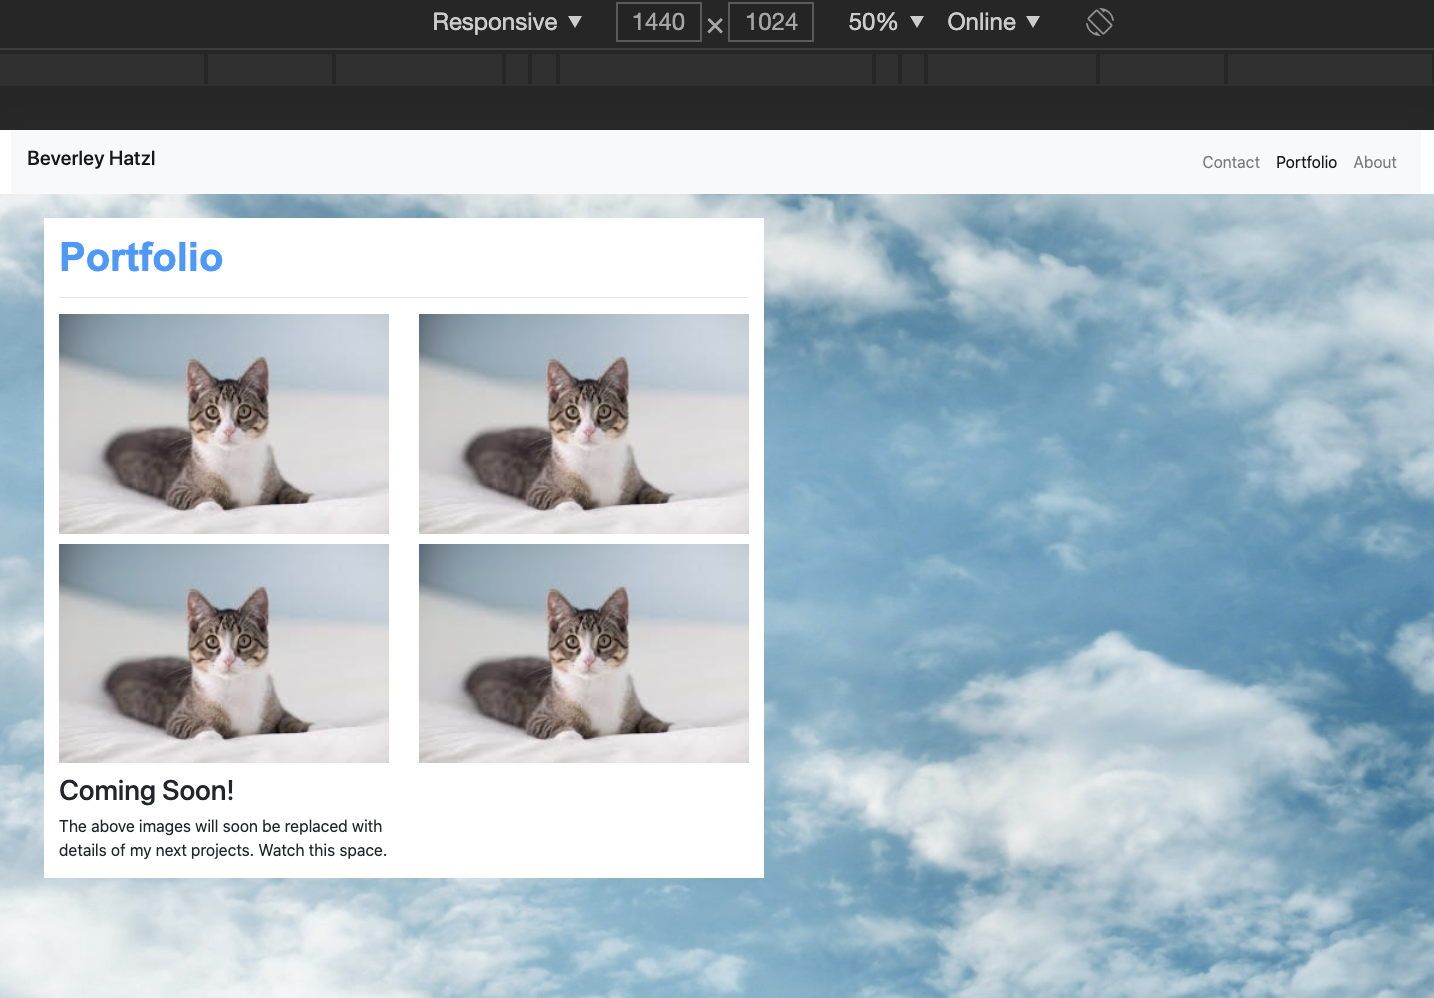 Responsive ▼ 1440 × 1024 50% ▼ Online ▼
Beverley Hatzl
Contact Portfolio About
Portfolio
Coming Soon!
The above images will soon be replaced with
details of my next projects. Watch this space.